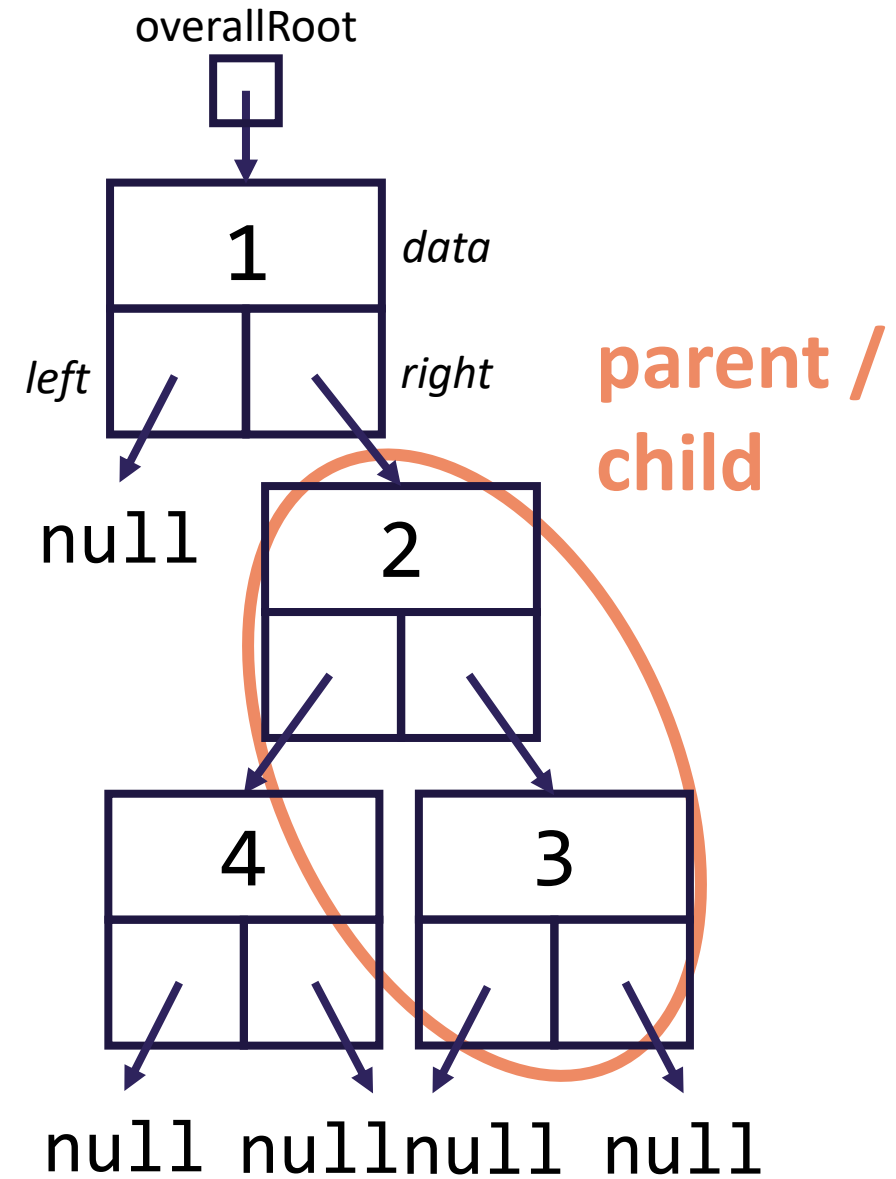 overallRoot
1
data
left
right
parent /
child
null
2
4
3
null
null
null
null